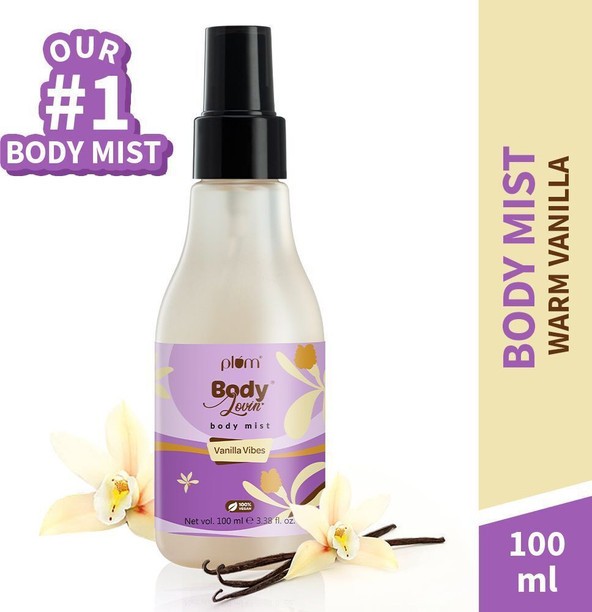 OUR
#1
BODY MIST
plum®
Body®
Lovin'
body mist
Vanilla Vibes
100%
VEGAN
Net vol. 100 ml ℮ 3.38 fl. oz.
BODY MIST
WARM VANILLA
100
ml